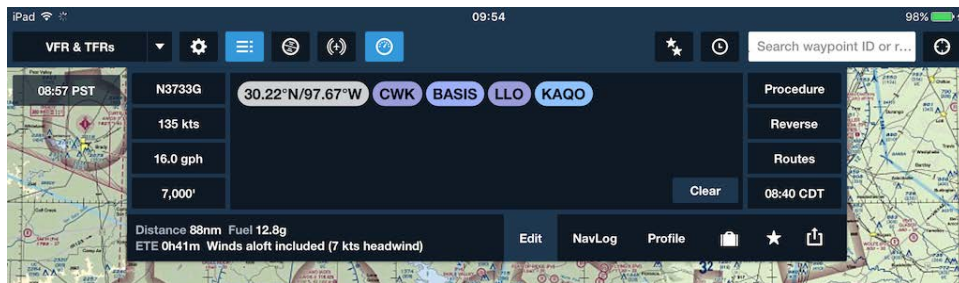 iPad 09:54 98%
VFR & TFRs Search waypoint ID or r...
08:57 PST N3733G 30.22°N/97.67°W CWK BASIS LLO KAQO Procedure
135 kts Reverse
16.0 gph Routes
7,000' Clear 08:40 CDT
Distance 88nm Fuel 12.8g
ETE 0h41m Winds aloft included (7 kts headwind) Edit NavLog Profile
32